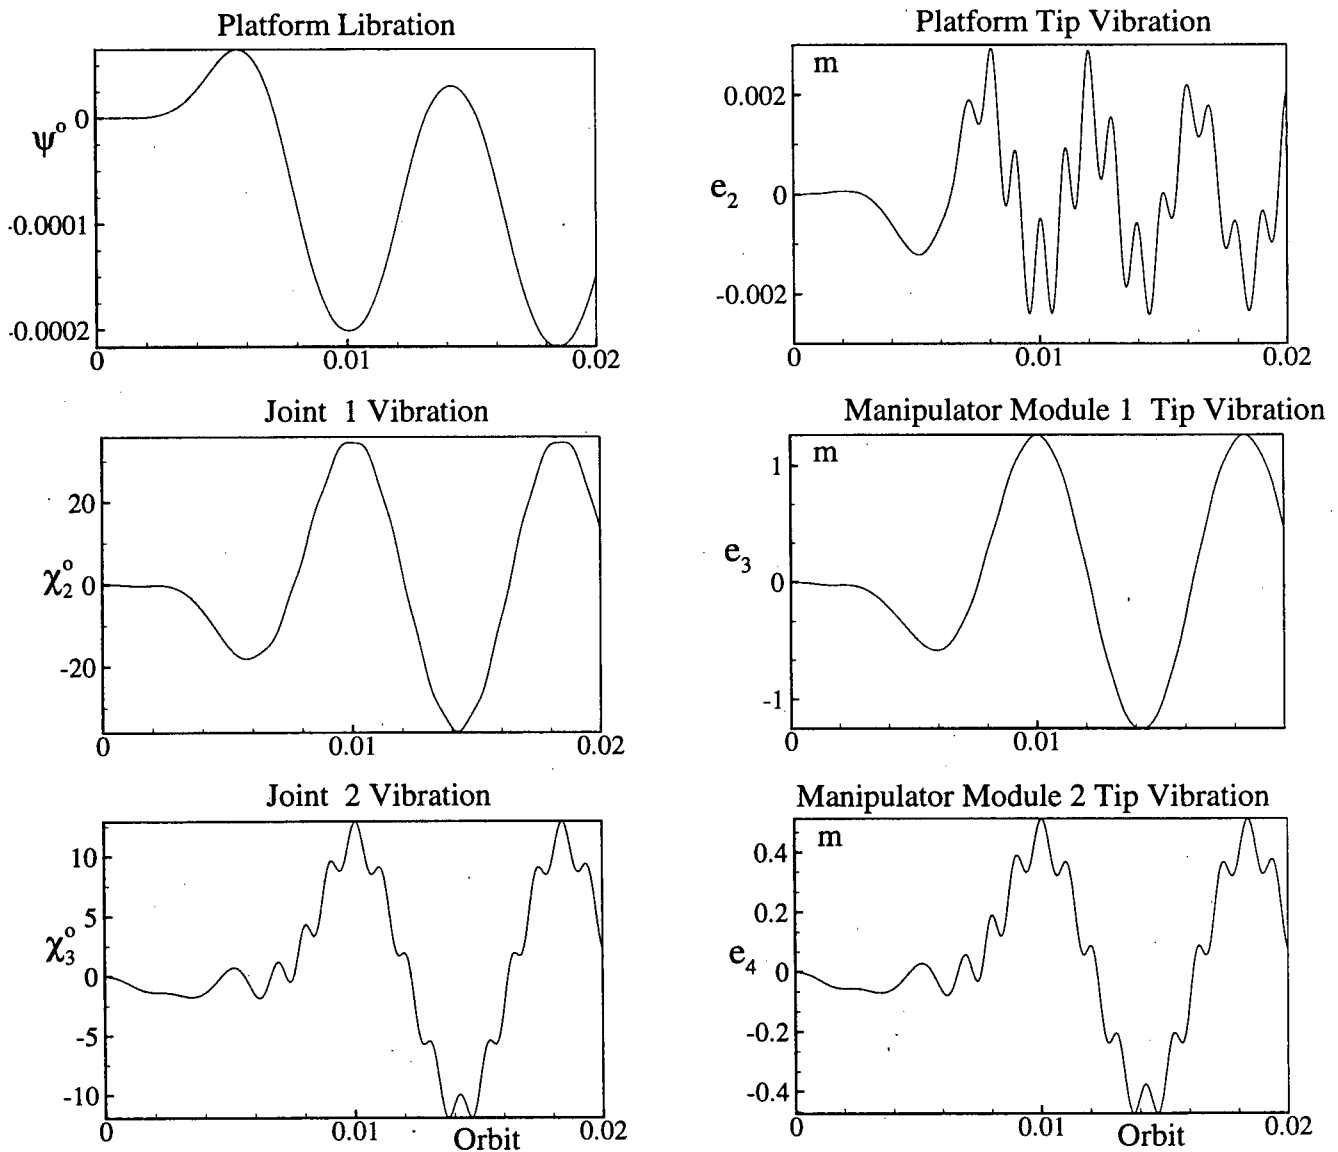 Platform Libration
ψ°
0
-0.0001
-0.0002
0
0.01
0.02
Platform Tip Vibration
m
e2
0.002
0
-0.002
0
0.01
0.02
Joint 1 Vibration
χ2°
20
0
-20
0
0.01
0.02
Manipulator Module 1 Tip Vibration
m
e3
1
0
-1
0
0.01
Joint 2 Vibration
χ3°
10
5
0
-5
-10
0
0.01
0.02
Orbit
Manipulator Module 2 Tip Vibration
m
e4
0.4
0.2
0
-0.2
-0.4
0
0.01
0.02
Orbit